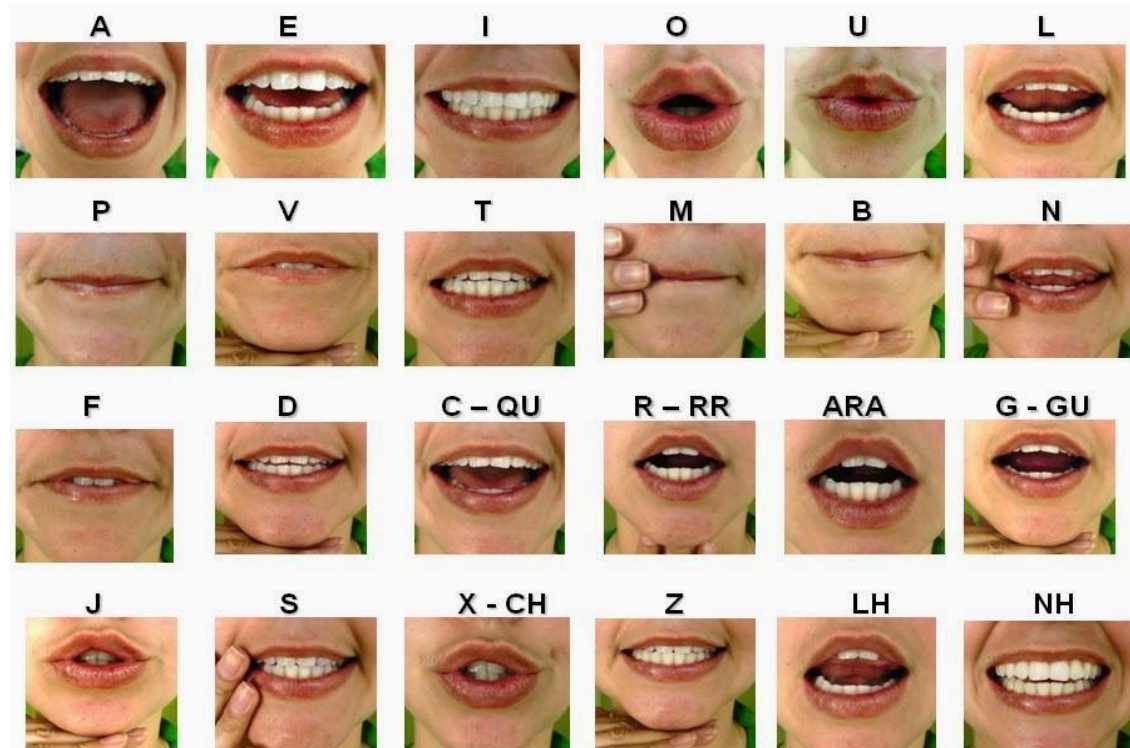 A E I O U L
P V T M B N
F D C – QU R – RR ARA G - GU
J S X - CH Z LH NH